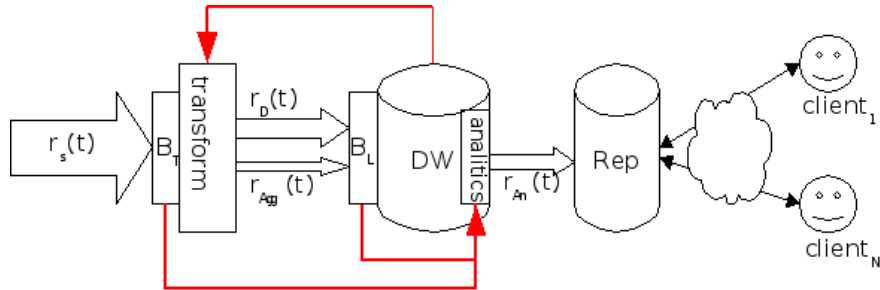 r_s(t)
B_T
transform
r_D(t)
r_Agg(t)
B_L
DW
analitics
r_An(t)
Rep
client_1
client_N